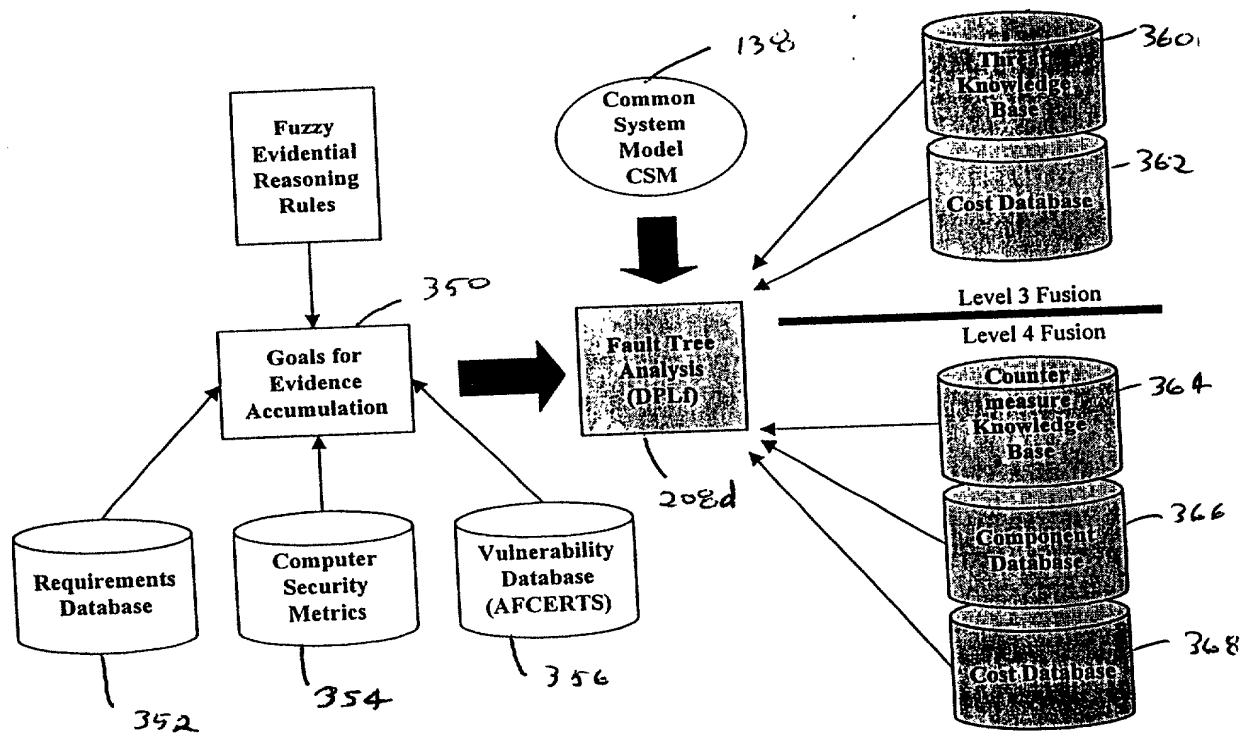 138
360
Threat
Knowledge
Base
362
Cost Database
Fuzzy
Evidential
Reasoning
Rules
Common
System
Model
CSM
350
Level 3 Fusion
Level 4 Fusion
Goals for
Evidence
Accumulation
Fault Tree
Analysis
(DPLf)
208d
Counter
measure
Knowledge
Base
364
Component
Database
366
Cost Database
368
Requirements
Database
352
Computer
Security
Metrics
354
Vulnerability
Database
(AFCERTS)
356